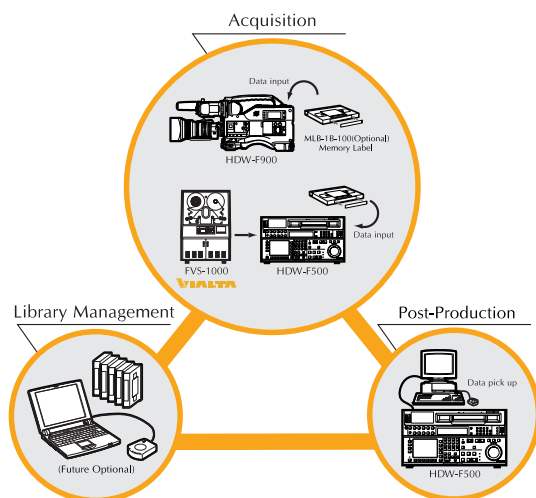 Acquisition
Data input
MLB-1B-100(Optional)
Memory Label
HDW-F900
Data input
FVS-1000
VIALTA
HDW-F500
Library Management
(Future Optional)
Post-Production
Data pick up
HDW-F500